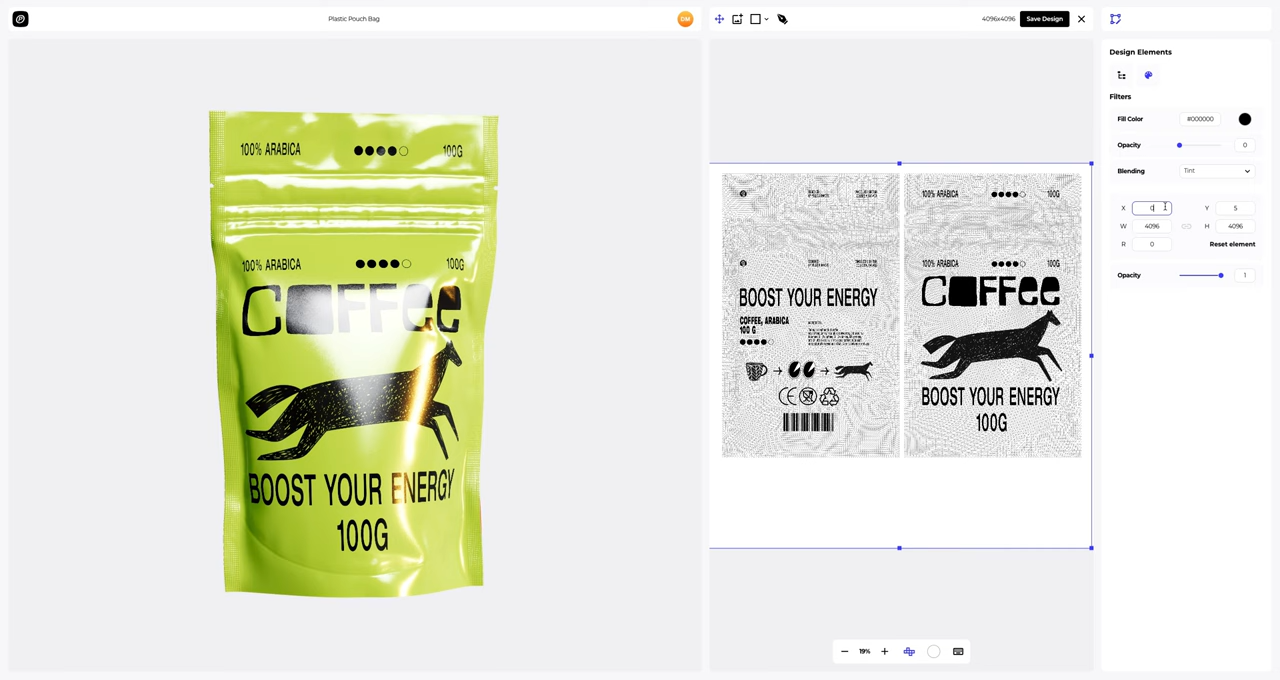 Plastic Pouch Bag
DM
4096x4096
Save Design
100% ARABICA
100G
100% ARABICA
100G
COFFEE
BOOST YOUR ENERGY
100G
BOOST YOUR ENERGY
COFFEE, ARABICA
100 G
100% ARABICA
100G
100% ARABICA
100G
COFFEE
BOOST YOUR ENERGY
100G
19%
Design Elements
Filters
Fill Color
#000000
Opacity
0
Blending
Tint
X
0
Y
5
W
4096
H
4096
R
0
Reset element
Opacity
1